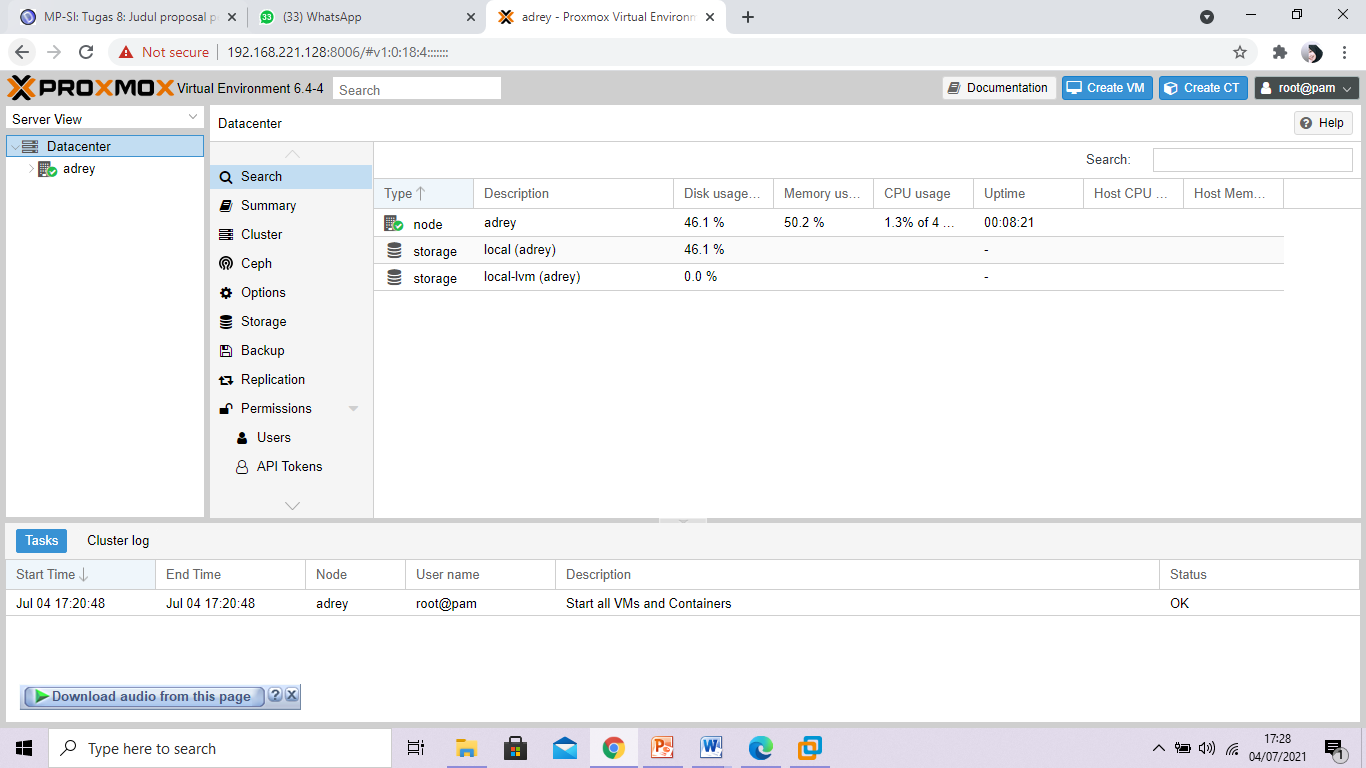 MP-SI: Tugas 8: Judul proposal p
(33) WhatsApp
adrey - Proxmox Virtual Environm
Not secure
192.168.221.128:8006/#v1:0:18:4:::::::
PROXMOX Virtual Environment 6.4-4
Search
Documentation
Create VM
Create CT
root@pam
Server View
Datacenter
adrey
Datacenter
Help
Search
Summary
Cluster
Ceph
Options
Storage
Backup
Replication
Permissions
Users
API Tokens
Search:
Type Description Disk usage... Memory us... CPU usage Uptime Host CPU ... Host Mem...
node adrey 46.1 % 50.2 % 1.3% of 4 ... 00:08:21
storage local (adrey) 46.1 % -
storage local-lvm (adrey) 0.0 % -
Tasks Cluster log
Start Time End Time Node User name Description Status
Jul 04 17:20:48 Jul 04 17:20:48 adrey root@pam Start all VMs and Containers OK
Download audio from this page ? X
Type here to search
17:28
04/07/2021
1